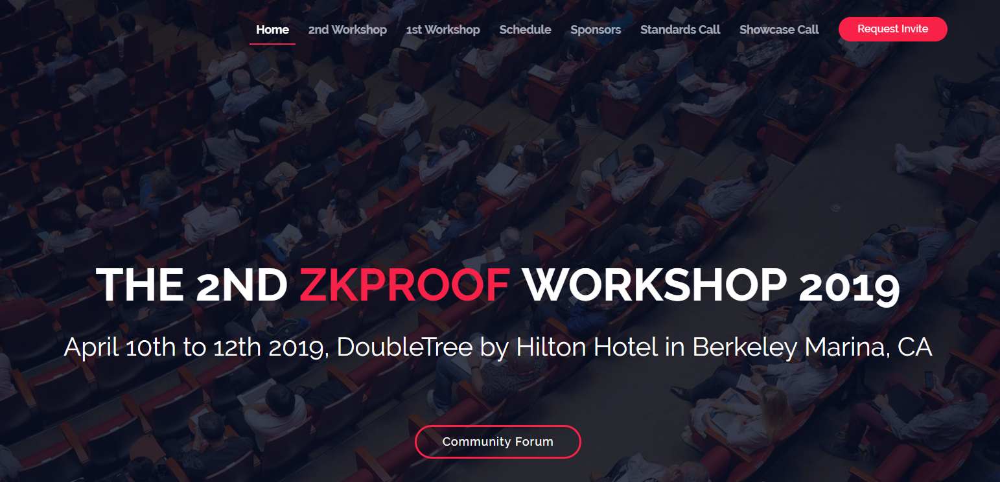 Home 2nd Workshop 1st Workshop Schedule Sponsors Standards Call Showcase Call Request Invite
THE 2ND ZKPROOF WORKSHOP 2019
April 10th to 12th 2019, DoubleTree by Hilton Hotel in Berkeley Marina, CA
Community Forum